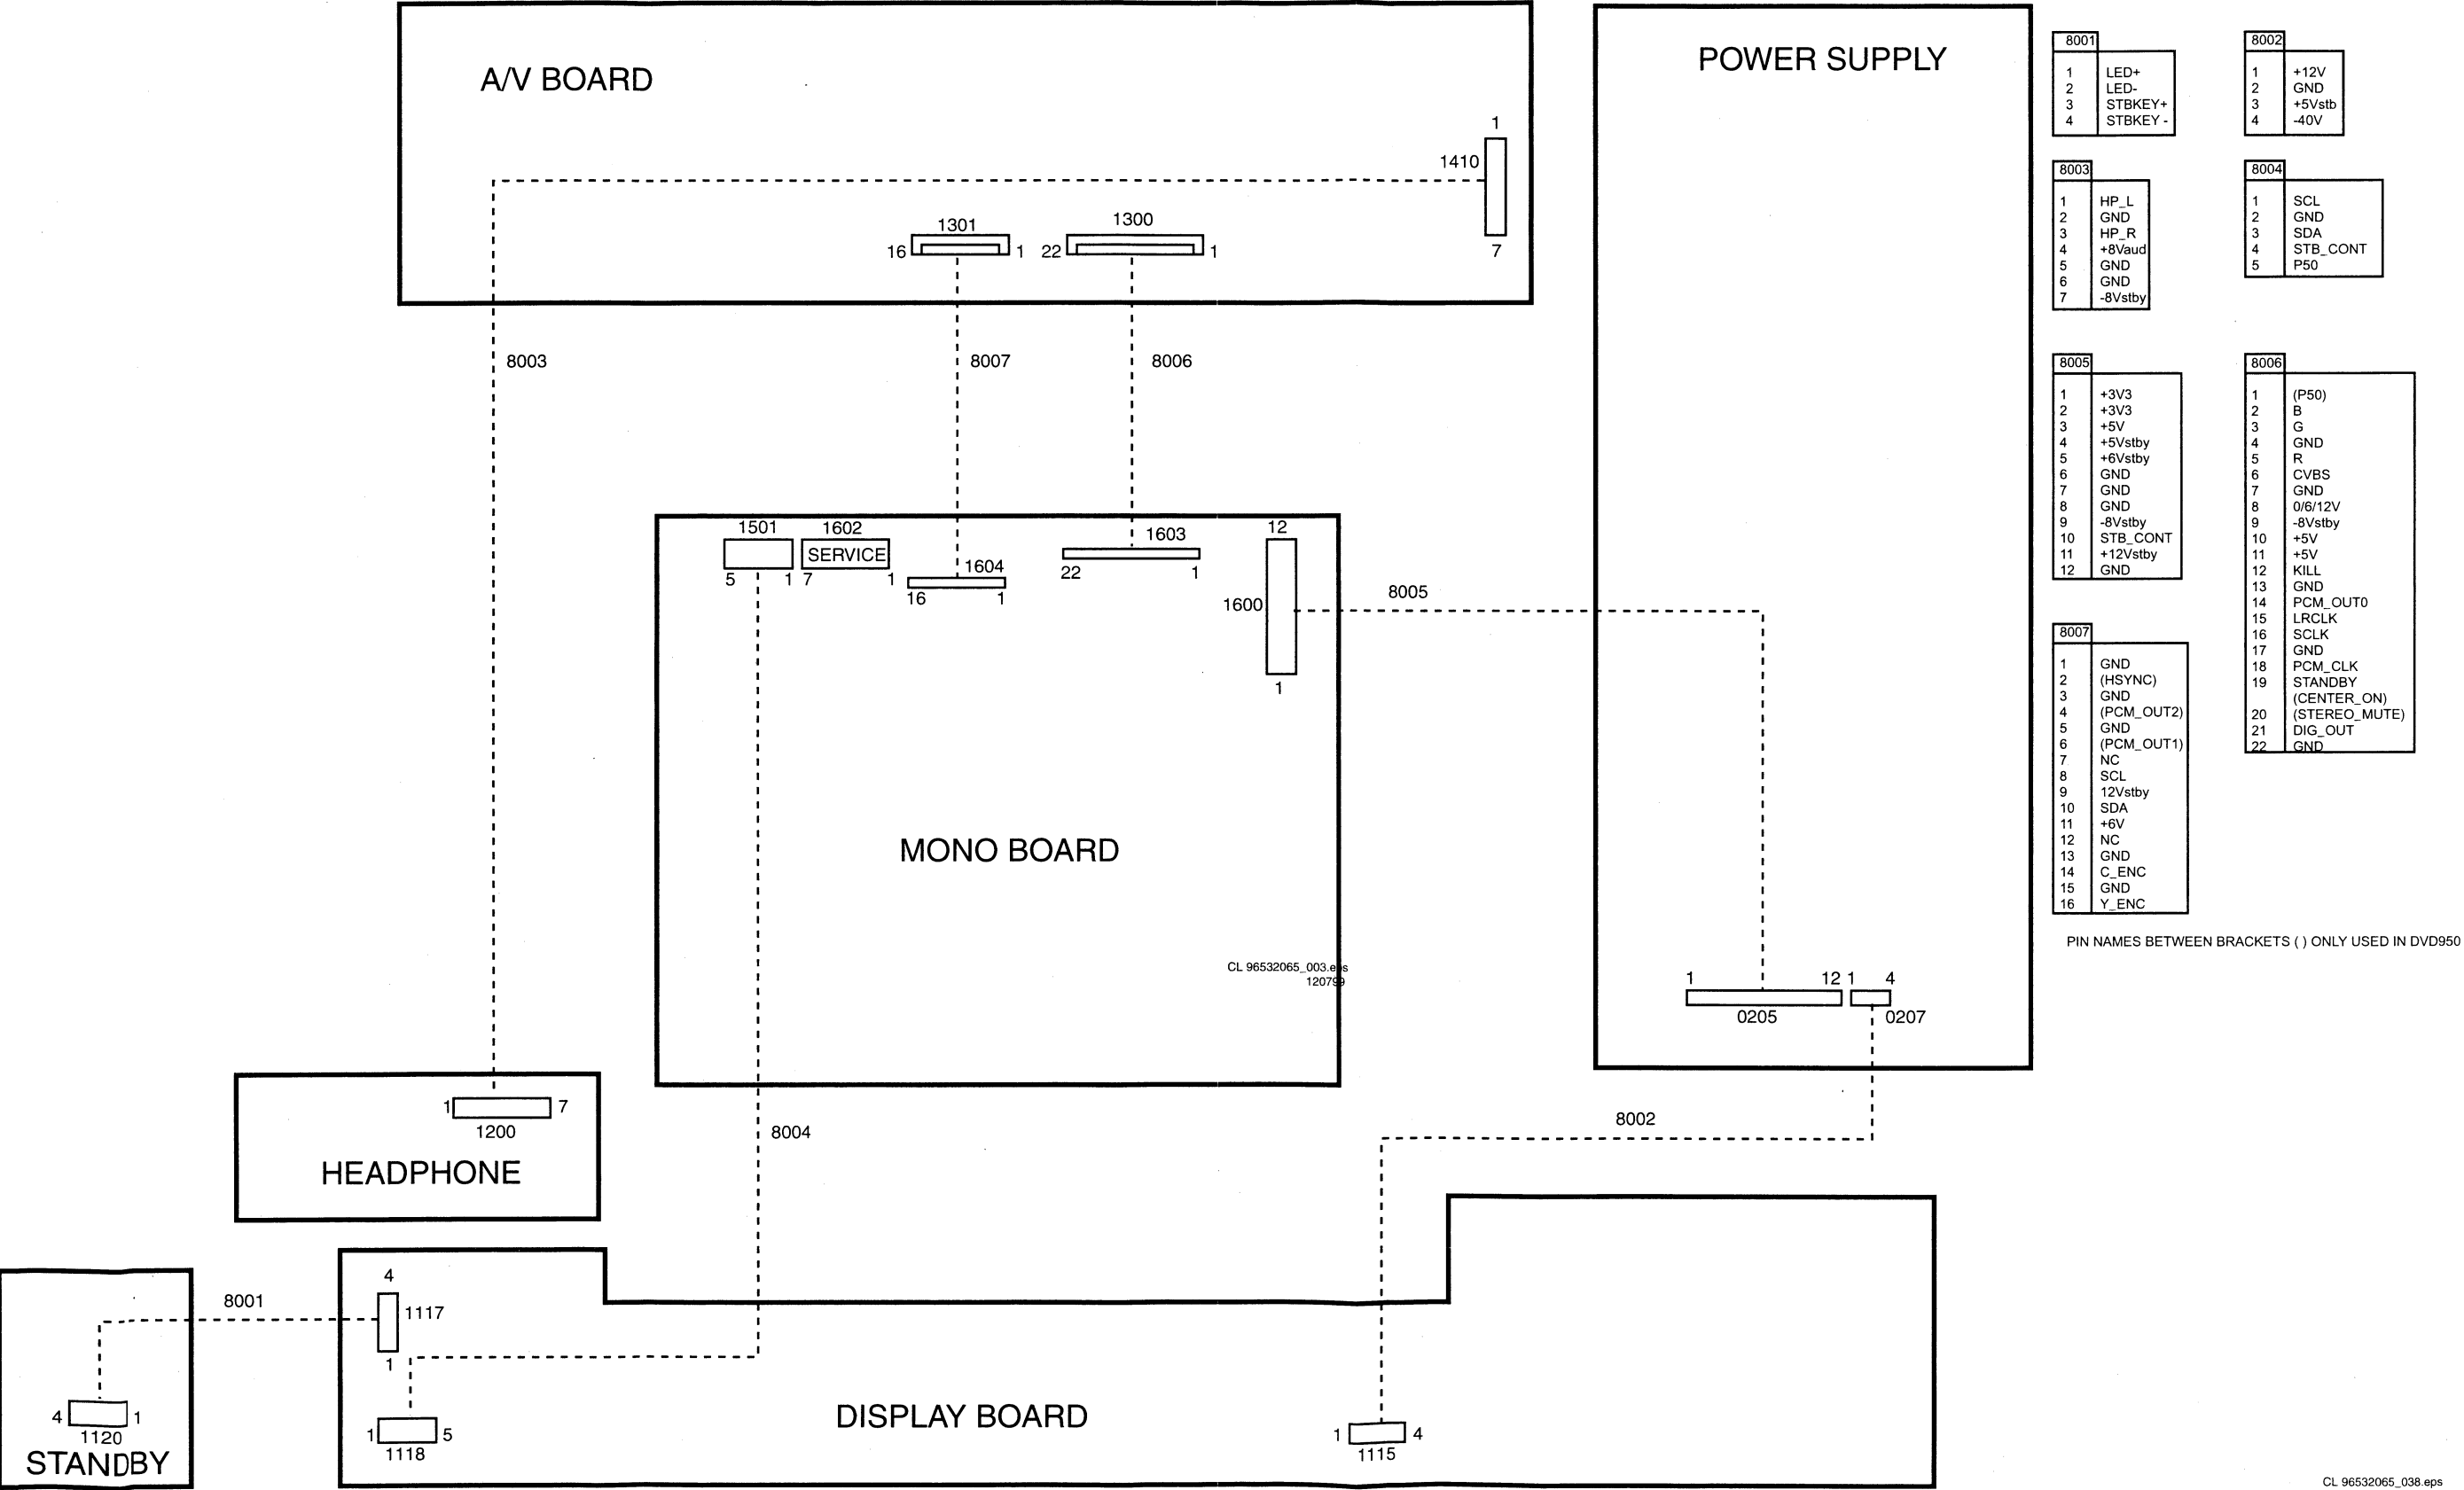 A/V BOARD
1
1410
7
1301
16 1
1300
22 1
POWER SUPPLY
8003
8007
8006
1501
5 1
1602
SERVICE
7 1
1604
16 1
1603
22 1
12
1600
1
8005
MONO BOARD
CL 96532065_003.eps
120799
1 12
0205
1 4
0207
1 7
1200
HEADPHONE
8004
8002
8001
4
1117
1
4 1
1120
STANDBY
1 5
1118
DISPLAY BOARD
1 4
1115
8001
1 LED+
2 LED-
3 STBKEY+
4 STBKEY -
8002
1 +12V
2 GND
3 +5Vstb
4 -40V
8003
1 HP_L
2 GND
3 HP_R
4 +8Vaud
5 GND
6 GND
7 -8Vstby
8004
1 SCL
2 GND
3 SDA
4 STB_CONT
5 P50
8005
1 +3V3
2 +3V3
3 +5V
4 +5Vstby
5 +6Vstby
6 GND
7 GND
8 GND
9 -8Vstby
10 STB_CONT
11 +12Vstby
12 GND
8006
1 (P50)
2 B
3 G
4 GND
5 R
6 CVBS
7 GND
8 0/6/12V
9 -8Vstby
10 +5V
11 +5V
12 KILL
13 GND
14 PCM_OUT0
15 LRCLK
16 SCLK
17 GND
18 PCM_CLK
19 STANDBY
(CENTER_ON)
20 (STEREO_MUTE)
21 DIG_OUT
22 GND
8007
1 GND
2 (HSYNC)
3 GND
4 (PCM_OUT2)
5 GND
6 (PCM_OUT1)
7 NC
8 SCL
9 12Vstby
10 SDA
11 +6V
12 NC
13 GND
14 C_ENC
15 GND
16 Y_ENC
PIN NAMES BETWEEN BRACKETS ( ) ONLY USED IN DVD950
CL 96532065_038.eps